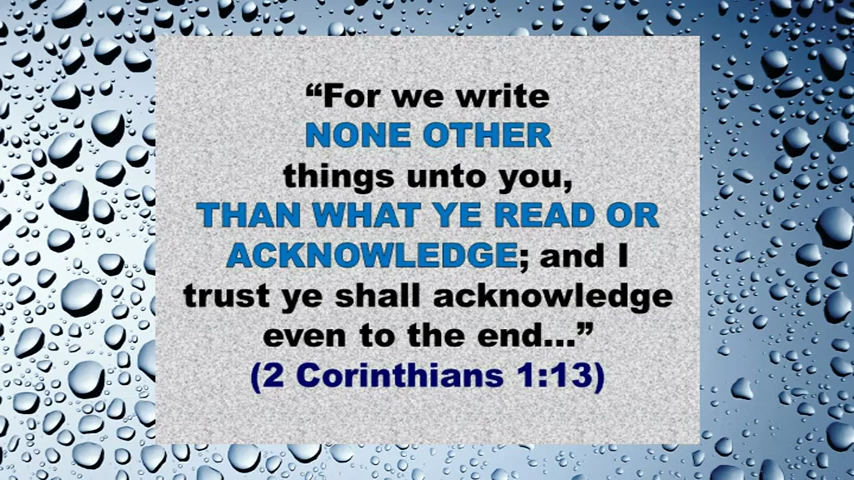 “For we write
NONE OTHER
things unto you,
THAN WHAT YE READ OR
ACKNOWLEDGE; and I
trust ye shall acknowledge
even to the end...”
(2 Corinthians 1:13)